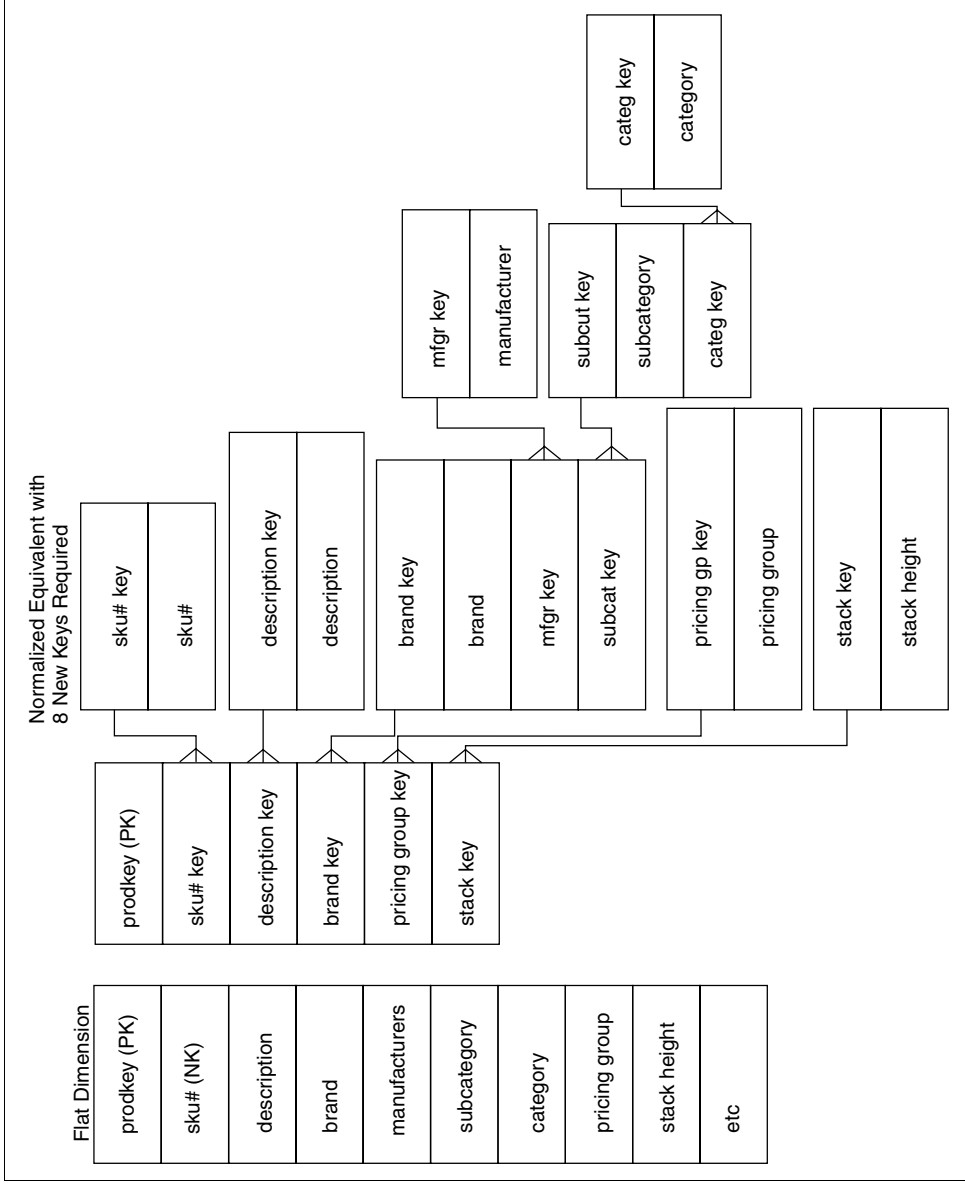 Flat Dimension
prodkey (PK)
sku# (NK)
description
brand
manufacturers
subcategory
category
pricing group
stack height
etc
prodkey (PK)
sku# key
description key
brand key
pricing group key
stack key
Normalized Equivalent with
8 New Keys Required
sku# key
sku#
description key
description
brand key
brand
mfgr key
subcat key
pricing gp key
pricing group
stack key
stack height
mfgr key
manufacturer
subcut key
subcategory
categ key
categ key
category